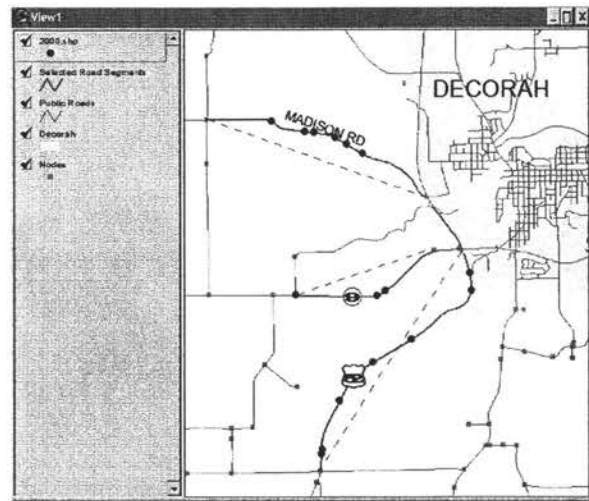 View1
2000.shp
Selected Road Segments
Public Roads
Decorah
Nodes
DECORAH
MADISON RD